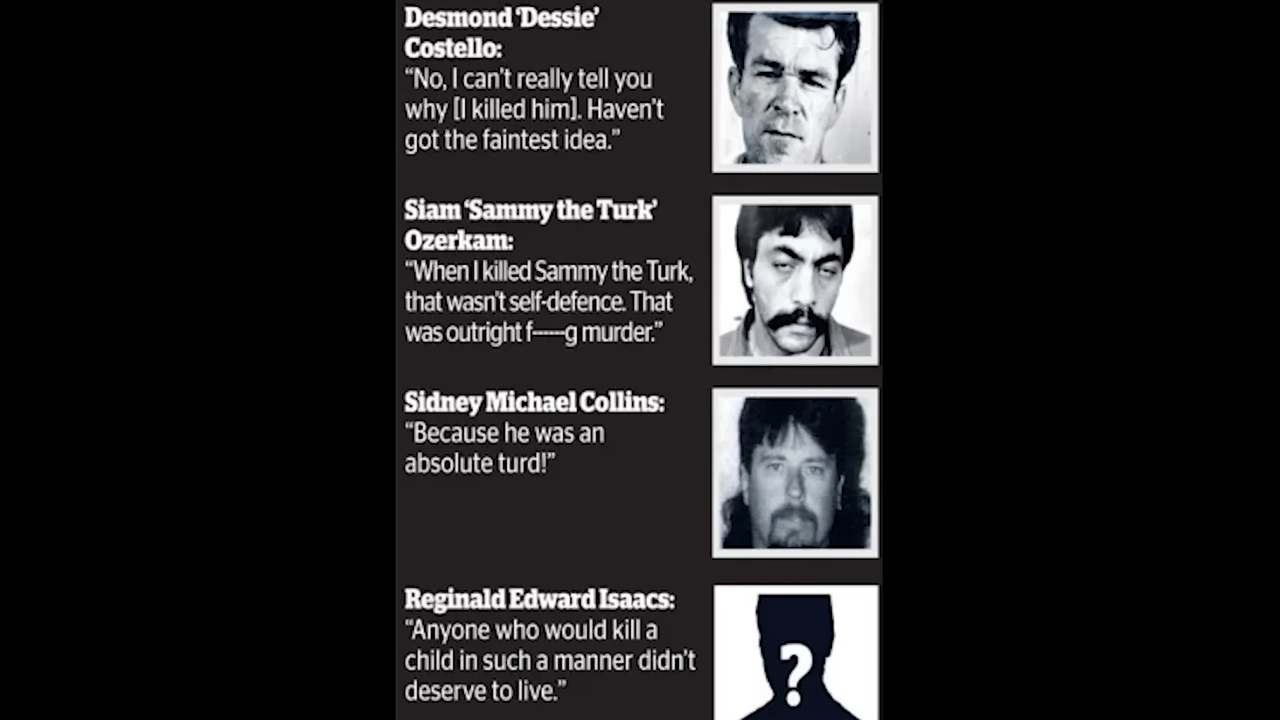 Desmond ‘Dessie’
Costello:
“No, I can’t really tell you
why [I killed him]. Haven’t
got the faintest idea.”
Siam ‘Sammy the Turk’
Ozerkam:
“When I killed Sammy the Turk,
that wasn’t self-defence. That
was outright f-----g murder.”
Sidney Michael Collins:
“Because he was an
absolute turd!”
Reginald Edward Isaacs:
“Anyone who would kill a
child in such a manner didn’t
deserve to live.”
?